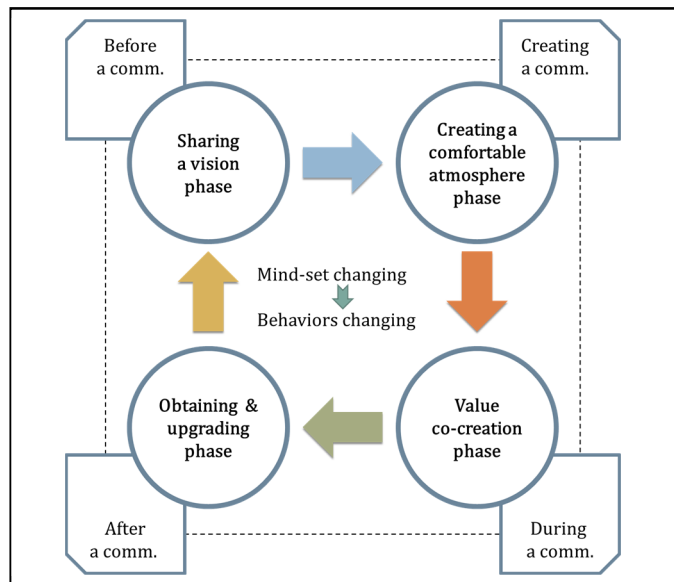 Before
a comm.
Creating
a comm.
Sharing
a vision
phase
Creating a
comfortable
atmosphere
phase
Mind-set changing
Behaviors changing
Obtaining &
upgrading
phase
Value
co-creation
phase
After
a comm.
During
a comm.